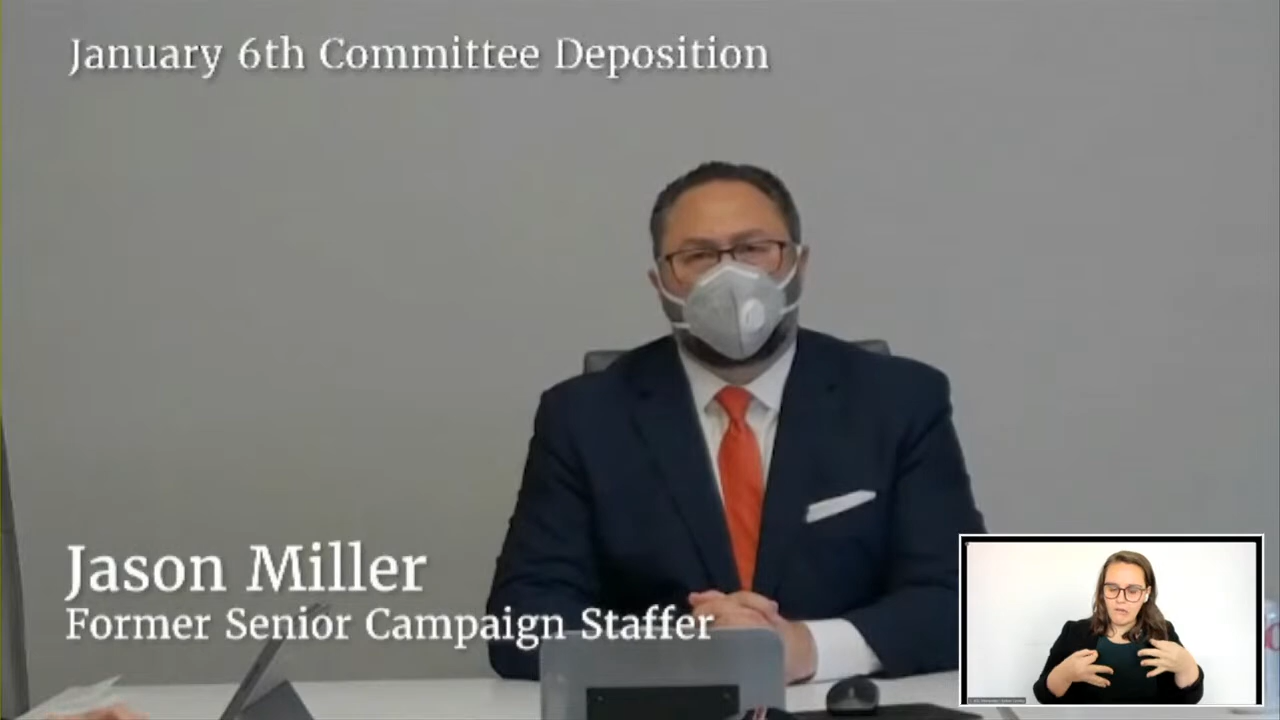 January 6th Committee Deposition
Jason Miller
Former Senior Campaign Staffer